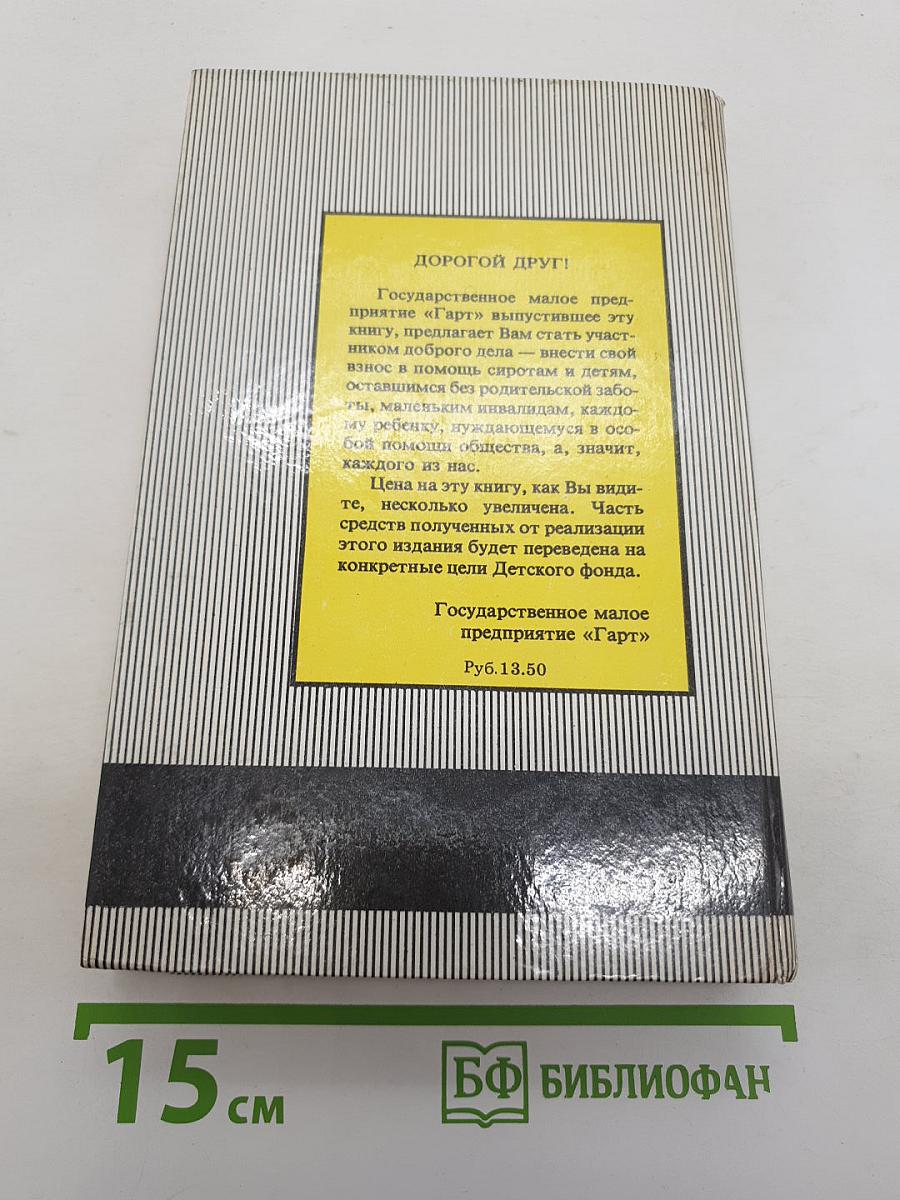 ДОРОГОЙ ДРУГ!
Государственное малое пред-
приятие «Гарт» выпустившее эту
книгу, предлагает Вам стать участ-
ником доброго дела — внести свой
взнос в помощь сиротам и детям,
оставшимся без родительской забо-
ты, маленьким инвалидам, каждо-
му ребенку, нуждающемуся в осо-
бой помощи общества, а, значит,
каждого из нас.
Цена на эту книгу, как Вы види-
те, несколько увеличена. Часть
средств полученных от реализации
этого издания будет переведена на
конкретные цели Детского фонда.
Государственное малое
предприятие «Гарт»
Руб.13.50
15 см
БФ БИБЛИОФАН